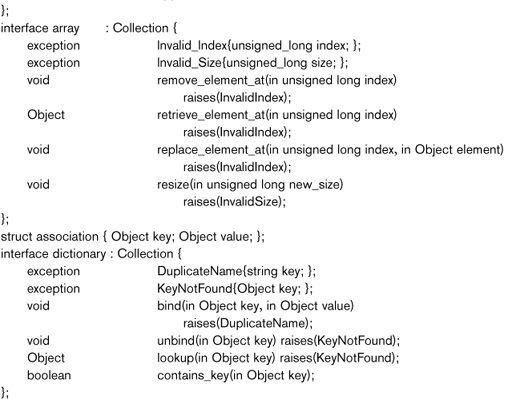 };
interface array : Collection {
exception Invalid_Index{unsigned_long index; };
exception Invalid_Size{unsigned_long size; };
void remove_element_at(in unsigned long index)
raises(InvalidIndex);
Object retrieve_element_at(in unsigned long index)
raises(InvalidIndex);
void replace_element_at(in unsigned long index, in Object element)
raises(InvalidIndex);
void resize(in unsigned long new_size)
raises(InvalidSize);
};
struct association { Object key; Object value; };
interface dictionary : Collection {
exception DuplicateName{string key; };
exception KeyNotFound{Object key; };
void bind(in Object key, in Object value)
raises(DuplicateName);
void unbind(in Object key) raises(KeyNotFound);
Object lookup(in Object key) raises(KeyNotFound);
boolean contains_key(in Object key);
};